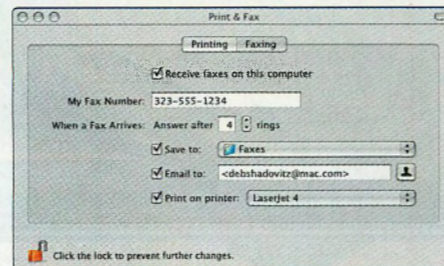 Print & Fax
Printing Faxing
Receive faxes on this computer
My Fax Number: 323-555-1234
When a Fax Arrives: Answer after 4 rings
Save to: Faxes
Email to: <debshadovitz@mac.com>
Print on printer: Laserjet 4
Click the lock to prevent further changes.